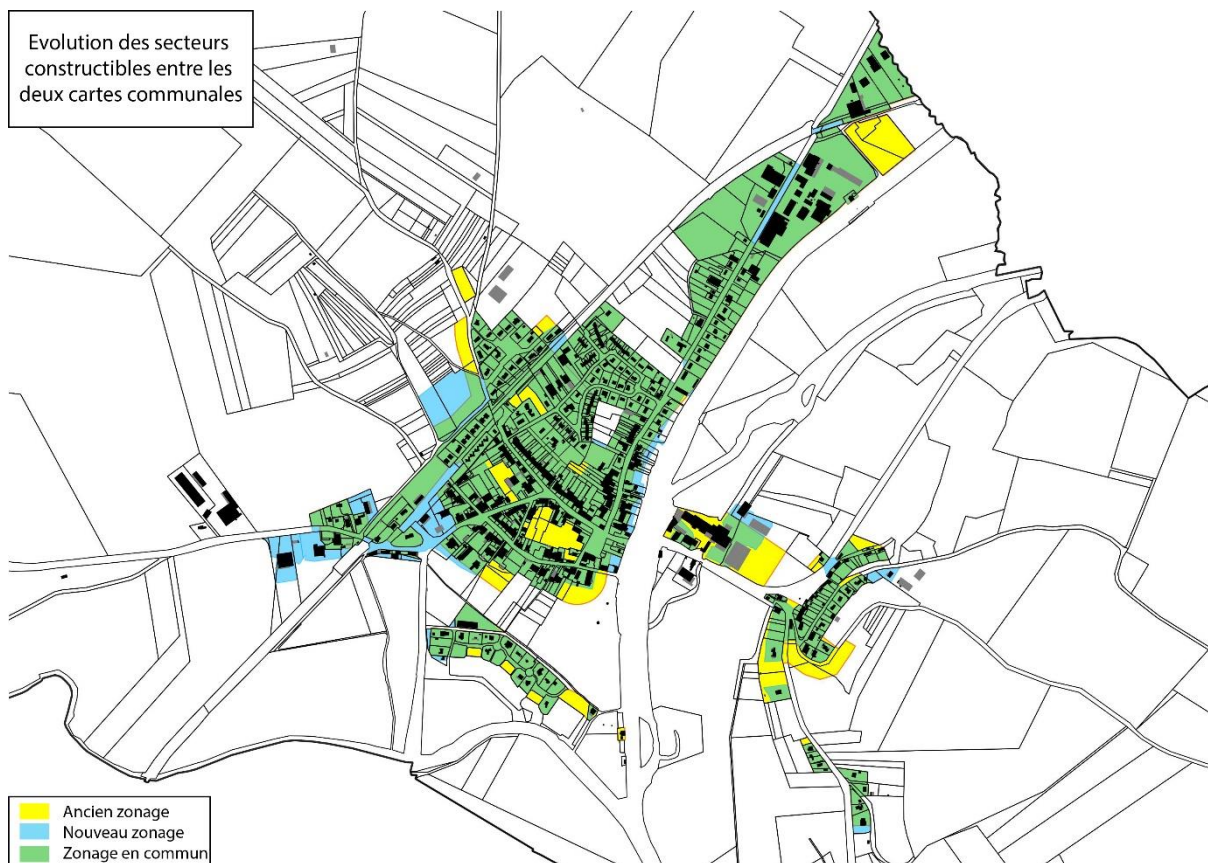 Evolution des secteurs
constructibles entre les
deux cartes communales
Ancien zonage
Nouveau zonage
Zonage en commun